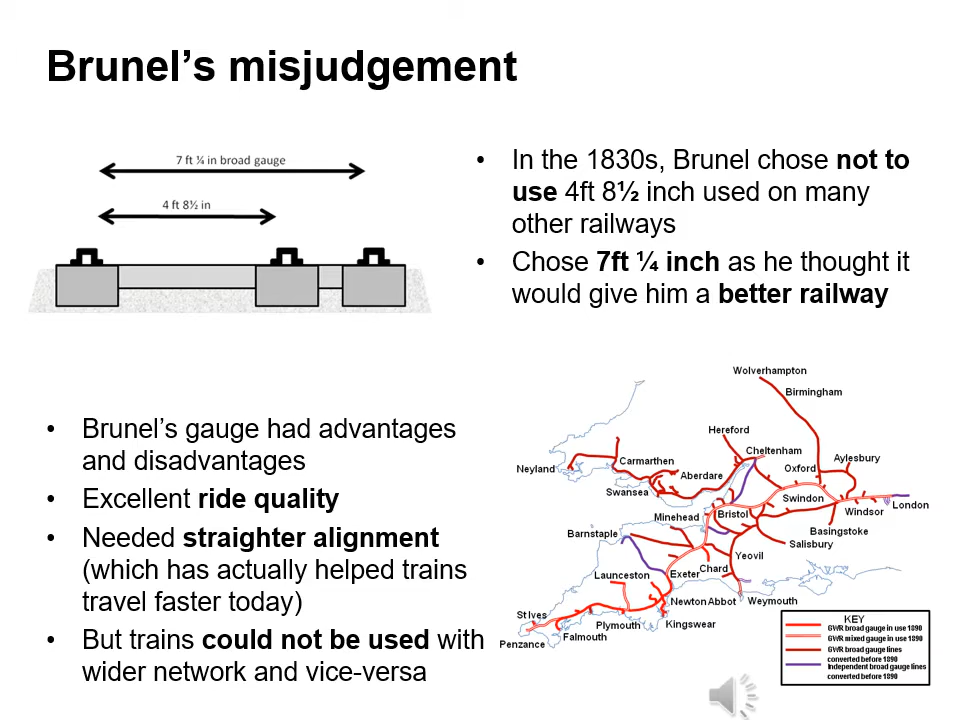 Brunel’s misjudgement
7 ft ¼ in broad gauge
4 ft 8½ in
• In the 1830s, Brunel chose not to
use 4ft 8½ inch used on many
other railways
• Chose 7ft ¼ inch as he thought it
would give him a better railway
• Brunel’s gauge had advantages
and disadvantages
• Excellent ride quality
• Needed straighter alignment
(which has actually helped trains
travel faster today)
• But trains could not be used with
wider network and vice-versa
Wolverhampton
Birmingham
Hereford
Cheltenham
Neyland
Carmarthen
Aberdare
Oxford
Aylesbury
Swansea
Swindon
London
Minehead
Bristol
Windsor
Barnstaple
Basingstoke
Salisbury
Yeovil
Launceston
Exeter
Chard
Newton Abbot
Weymouth
St Ives
Plymouth
Kingswear
Falmouth
Penzance
KEY
GWR broad gauge in use 1890
GWR mixed gauge in use 1890
GWR broad gauge lines
converted before 1890
Independent broad gauge lines
converted before 1890